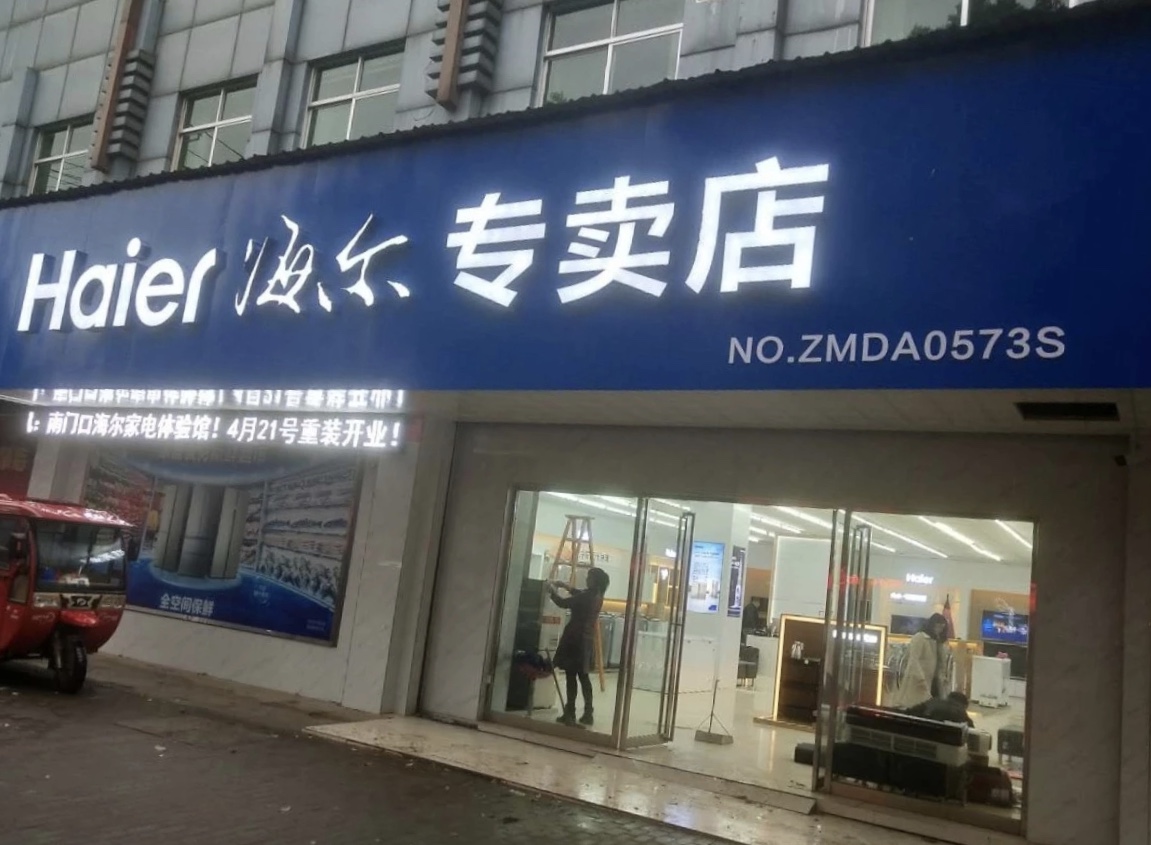 Haier 海尔 专卖店
NO.ZMDA0573S
南门口海尔家电体验馆！4月21号重装开业！
全空间保鲜
Haier